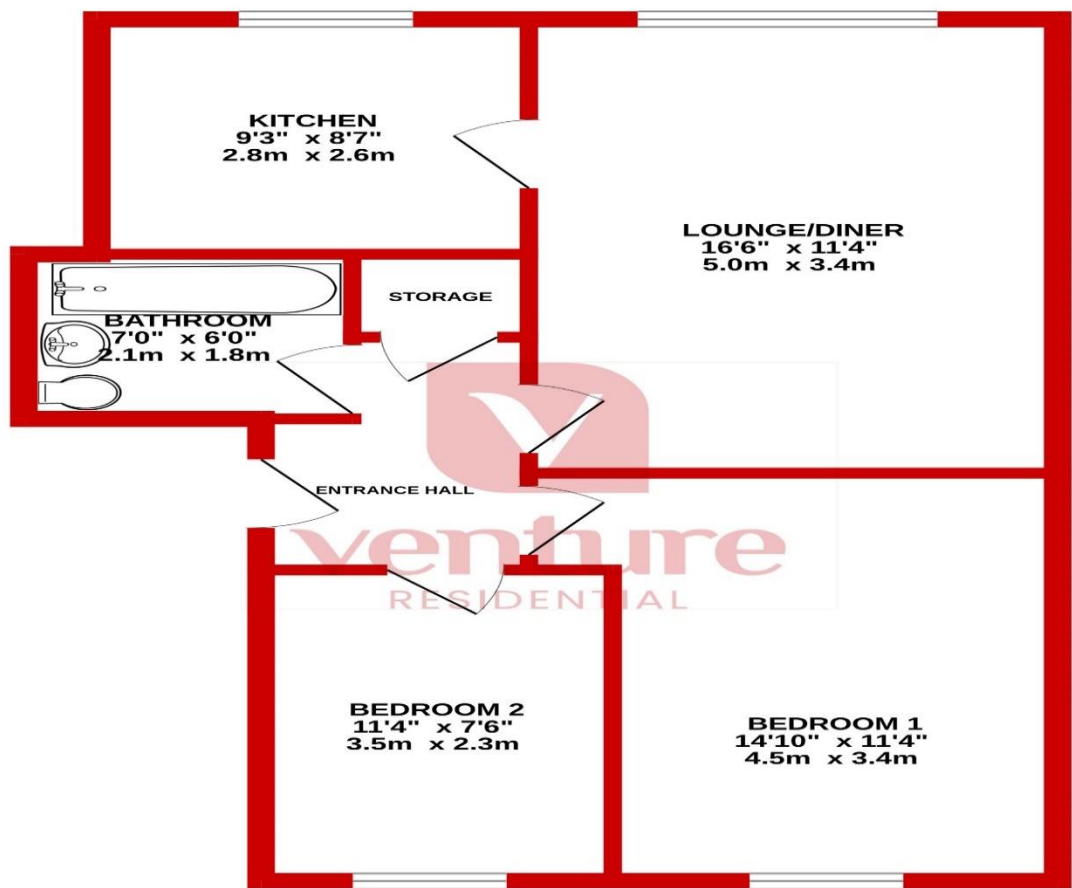 KITCHEN
9'3" x 8'7"
2.8m x 2.6m
LOUNGE/DINER
16'6" x 11'4"
5.0m x 3.4m
STORAGE
BATHROOM
7'0" x 6'0"
2.1m x 1.8m
ENTRANCE HALL
venture
RESIDENTIAL
BEDROOM 2
11'4" x 7'6"
3.5m x 2.3m
BEDROOM 1
14'10" x 11'4"
4.5m x 3.4m